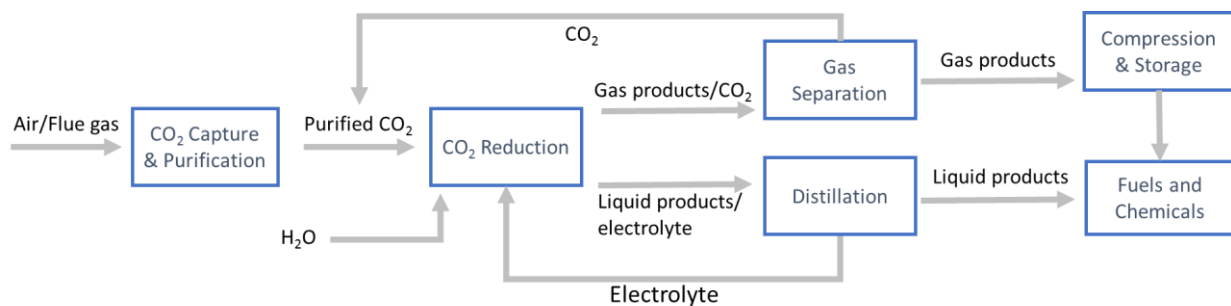 CO₂
Air/Flue gas
CO₂ Capture
& Purification
Purified CO₂
CO₂ Reduction
H₂O
Gas products/CO₂
Gas
Separation
Gas products
Compression
& Storage
Liquid products/
electrolyte
Distillation
Liquid products
Fuels and
Chemicals
Electrolyte